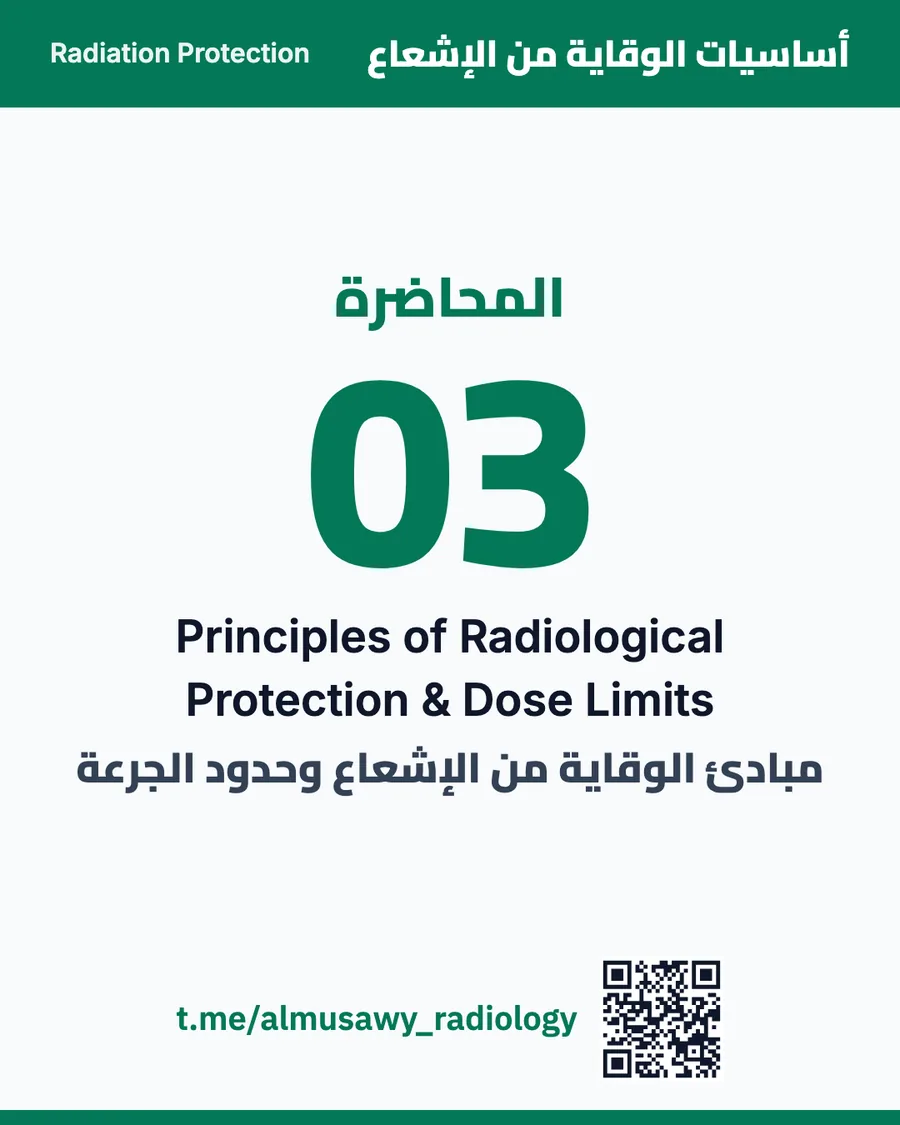 أساسيات الوقاية من الإشعاع
Radiation Protection
المحاضرة
03
Principles of Radiological
Protection & Dose Limits
مبادئ الوقاية من الإشعاع وحدود الجرعة
t.me/almusawy_radiology